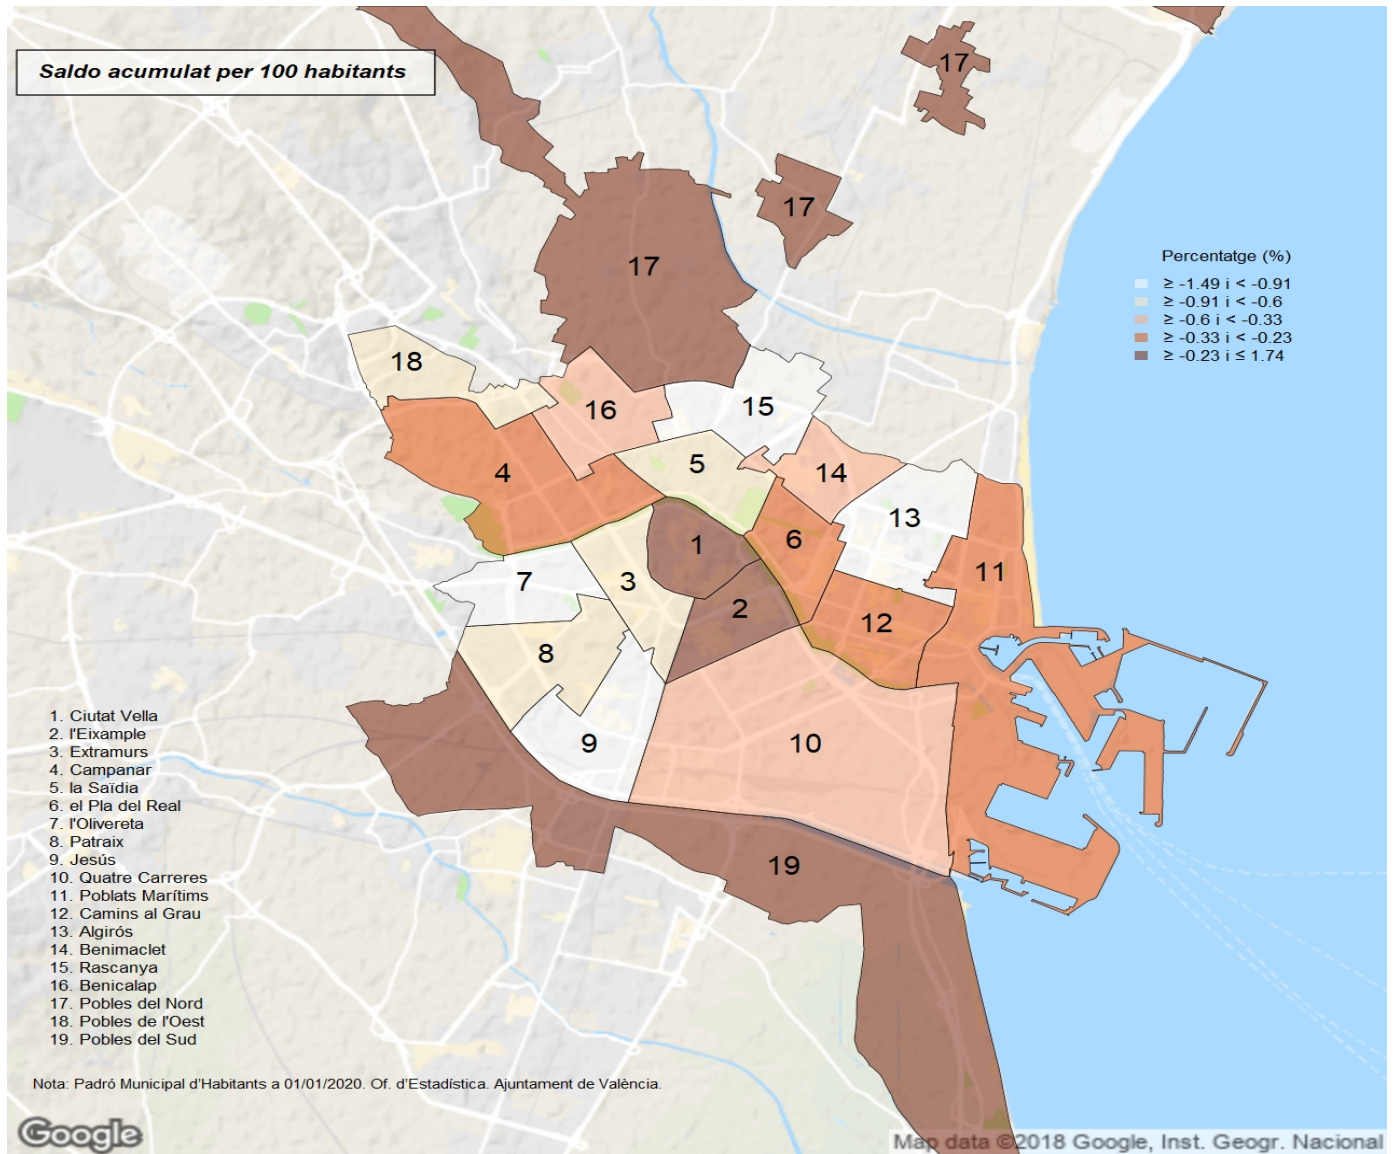 Saldo acumulat per 100 habitants
17
17
17
Percentatge (%)
≥ -1.49 i < -0.91
≥ -0.91 i < -0.6
≥ -0.6 i < -0.33
≥ -0.33 i < -0.23
≥ -0.23 i ≤ 1.74
18
16
15
5
4
14
13
1
6
11
7
3
2
12
8
9
10
19
1. Ciutat Vella
2. l'Eixample
3. Extramurs
4. Campanar
5. la Saïdia
6. el Pla del Real
7. l'Olivereta
8. Patraix
9. Jesús
10. Quatre Carreres
11. Poblats Marítims
12. Camins al Grau
13. Algirós
14. Benimaclet
15. Rascanya
16. Benicalap
17. Pobles del Nord
18. Pobles de l'Oest
19. Pobles del Sud
Nota: Padró Municipal d'Habitants a 01/01/2020. Of. d'Estadística. Ajuntament de València.
Google
Map data ©2018 Google, Inst. Geogr. Nacional